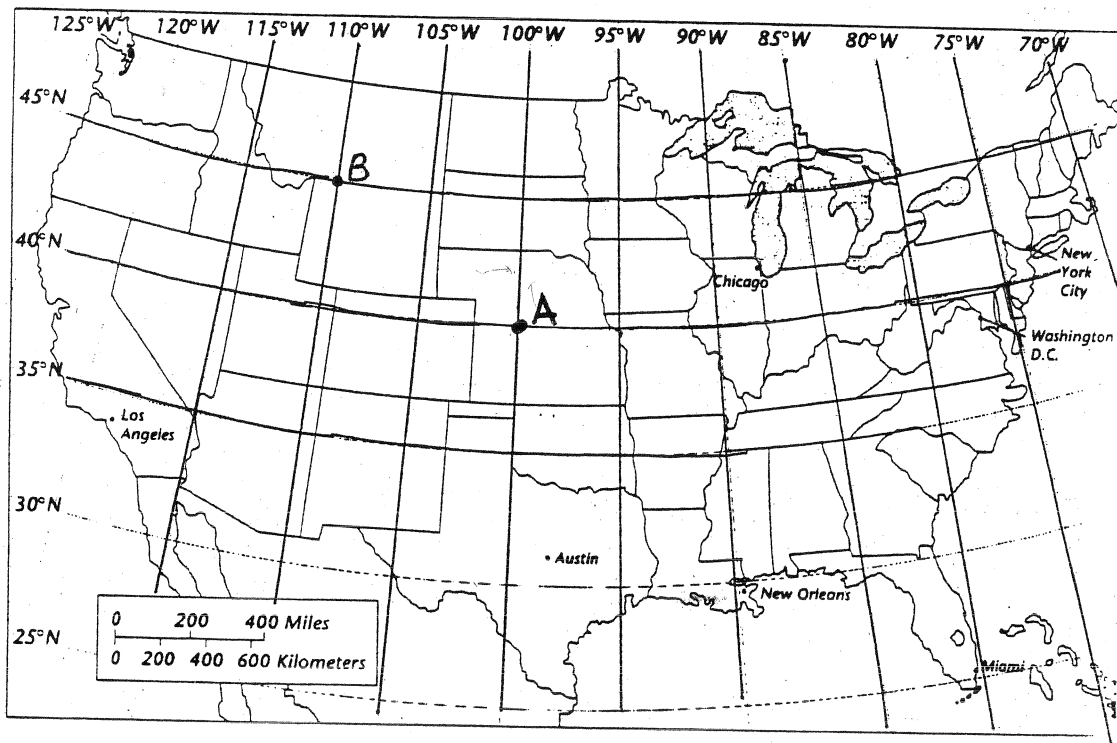 125°W 120°W 115°W 110°W 105°W 100°W 95°W 90°W 85°W 80°W 75°W 70°W
45°N
B
40°N
New
York
City
Chicago
A
Washington
D.C.
35°N
Los
Angeles
30°N
Austin
New Orleans
0 200 400 Miles
0 200 400 600 Kilometers
25°N
Miami